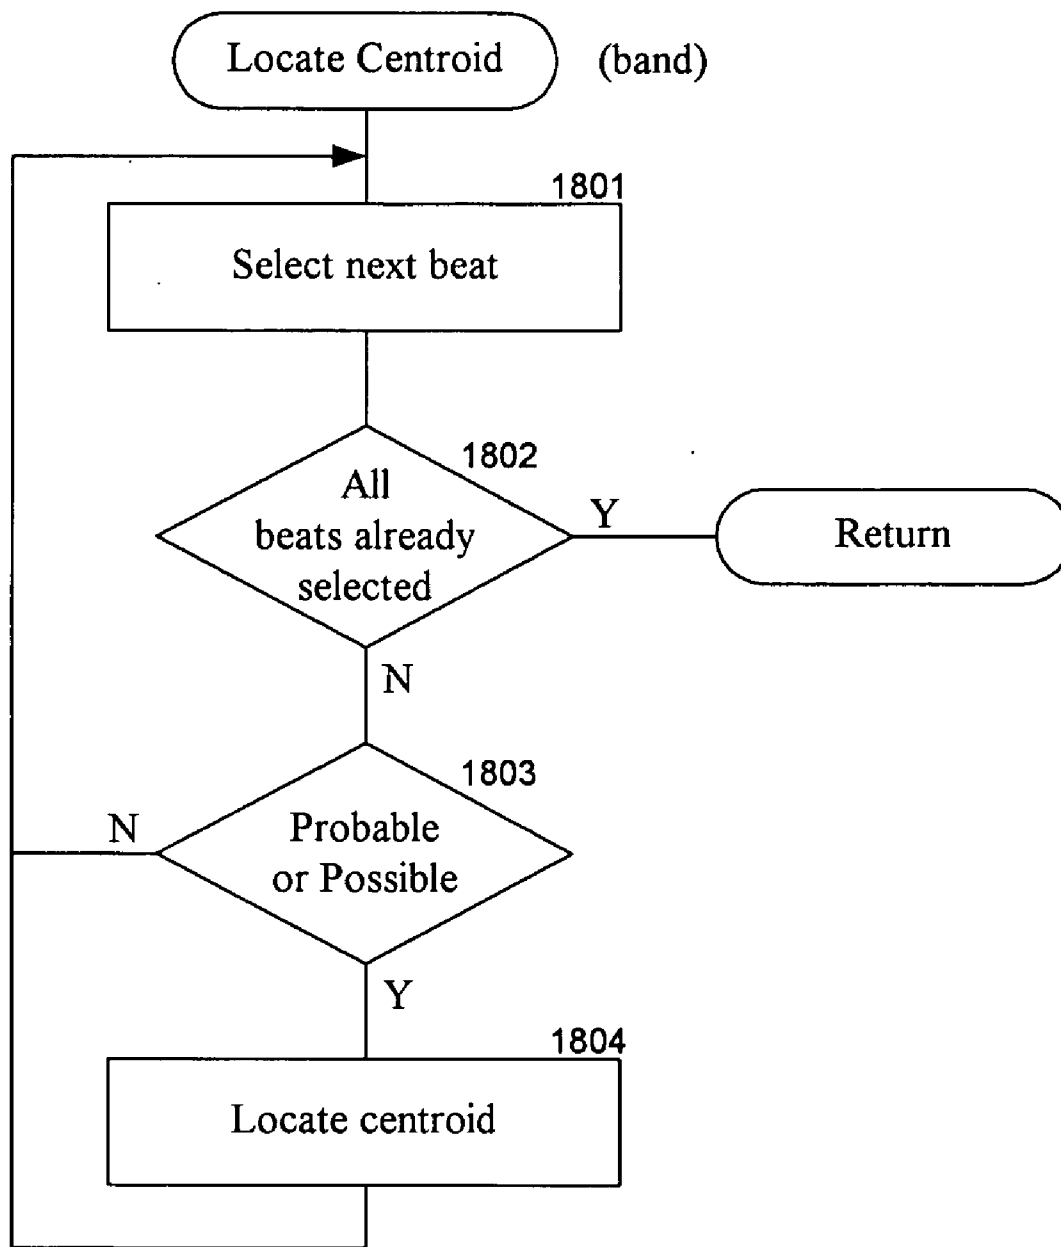 Locate Centroid (band)
1801
Select next beat
1802
All
beats already
selected
Y
Return
N
1803
Probable
or Possible
N
Y
1804
Locate centroid